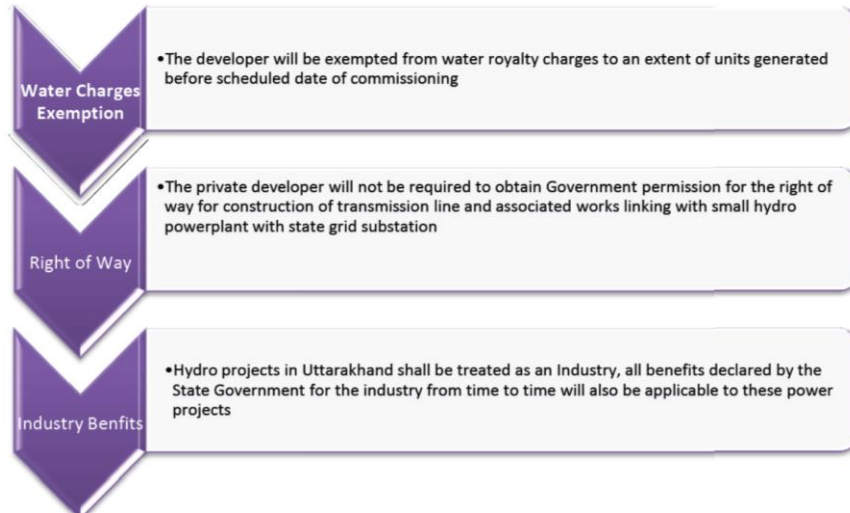 Water Charges
Exemption
•The developer will be exempted from water royalty charges to an extent of units generated
before scheduled date of commissioning
Right of Way
•The private developer will not be required to obtain Government permission for the right of
way for construction of transmission line and associated works linking with small hydro
powerplant with state grid substation
Industry Benfits
•Hydro projects in Uttarakhand shall be treated as an Industry, all benefits declared by the
State Government for the industry from time to time will also be applicable to these power
projects